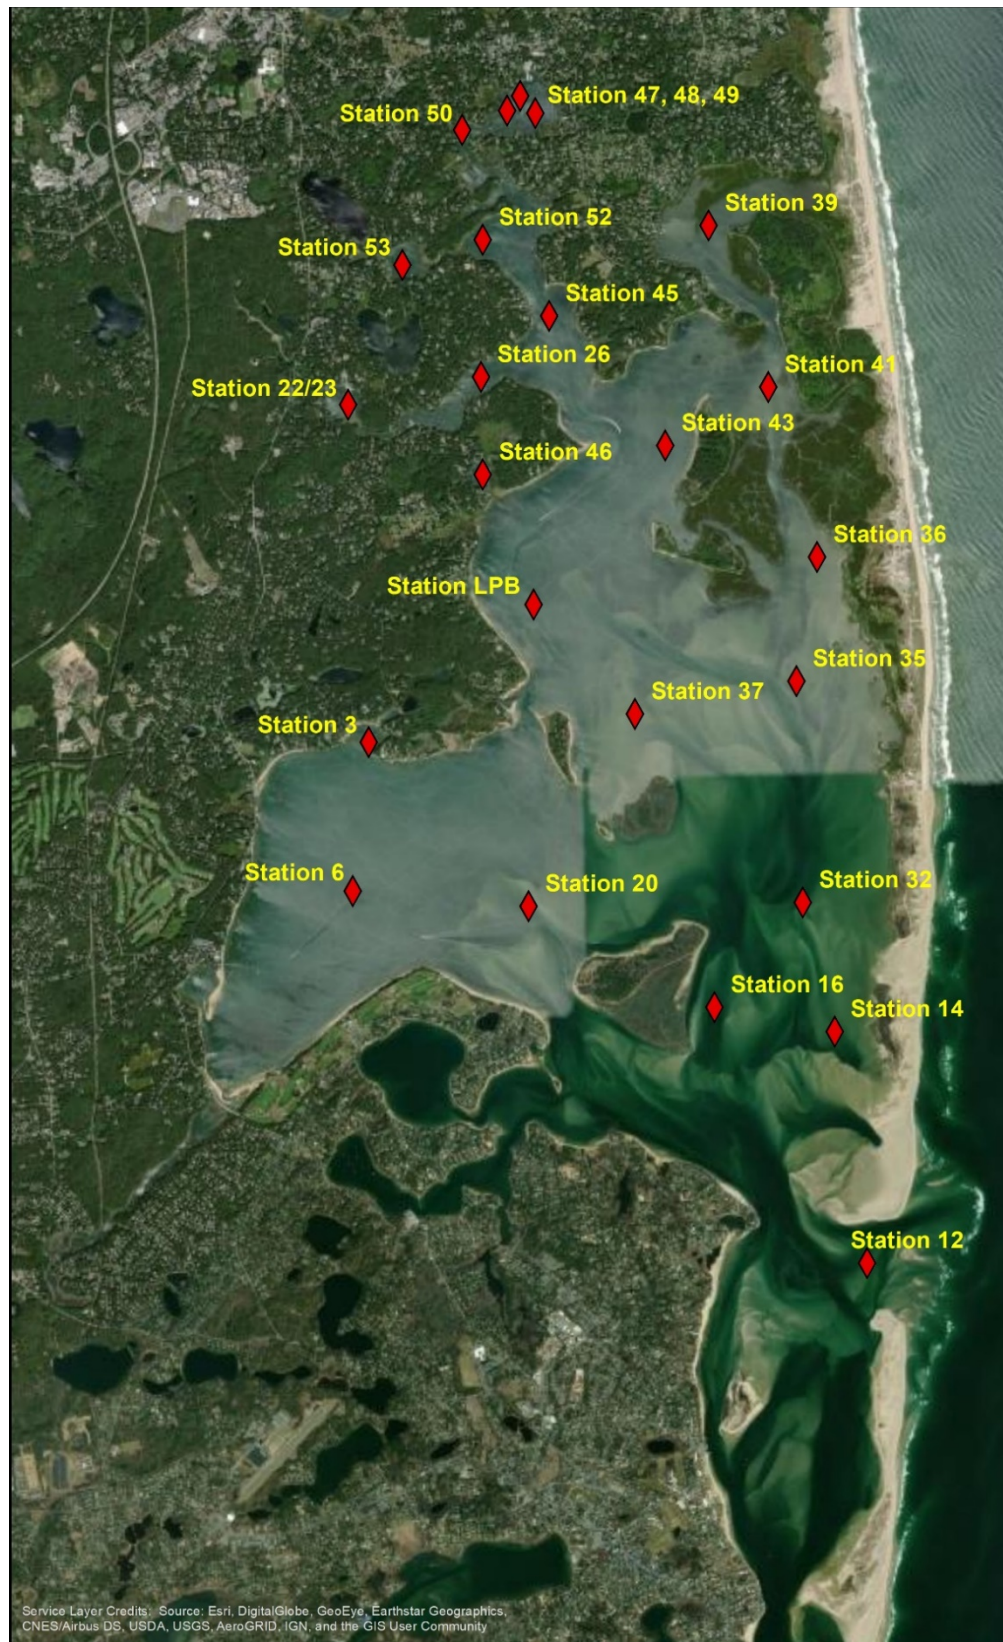 Station 47, 48, 49
Station 50
Station 39
Station 52
Station 53
Station 45
Station 26
Station 41
Station 22/23
Station 43
Station 46
Station 36
Station LPB
Station 35
Station 37
Station 3
Station 6
Station 20
Station 32
Station 16
Station 14
Station 12
Service Layer Credits: Source: Esri, DigitalGlobe, GeoEye, Earthstar Geographics,
CNES/Airbus DS, USDA, USGS, AeroGRID, IGN, and the GIS User Community